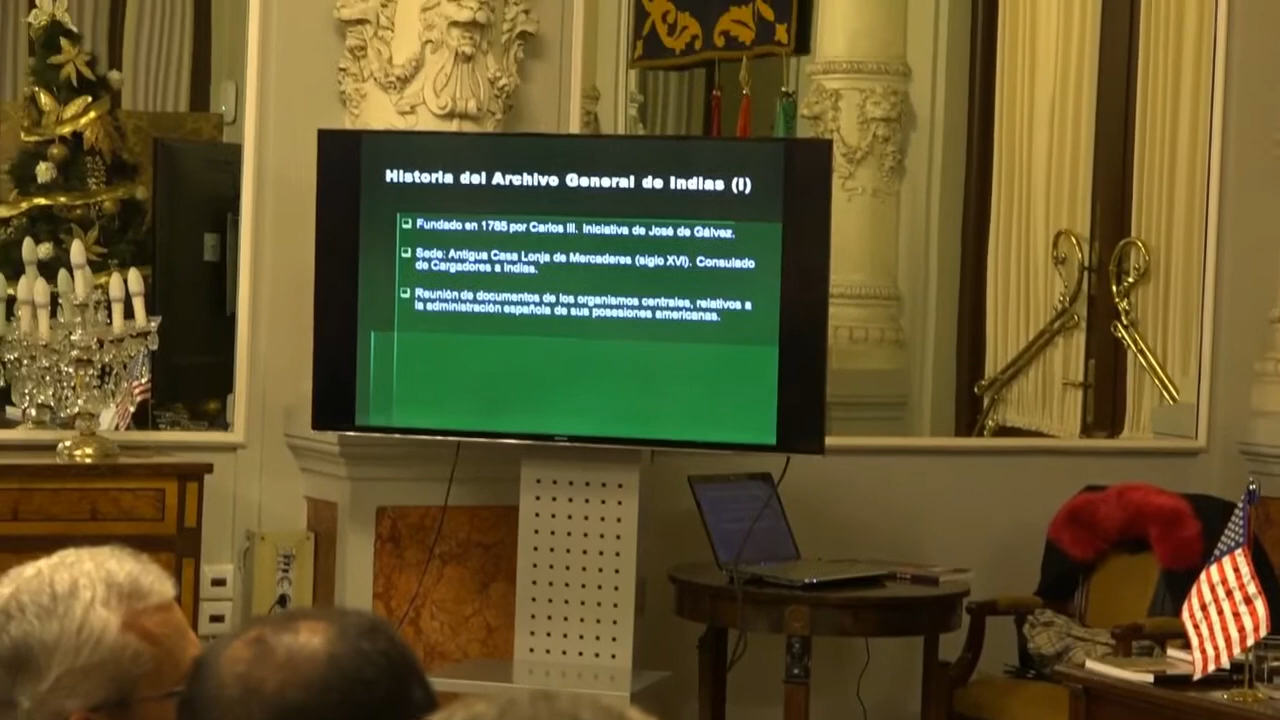 Historia del Archivo General de Indias (I)
Fundado en 1785 por Carlos III. Iniciativa de José de Gálvez.
Sede: Antigua Casa Lonja de Mercaderes (siglo XVI). Consulado
de Cargadores a Indias.
Reunión de documentos de los organismos centrales, relativos a
la administración española de sus posesiones americanas.